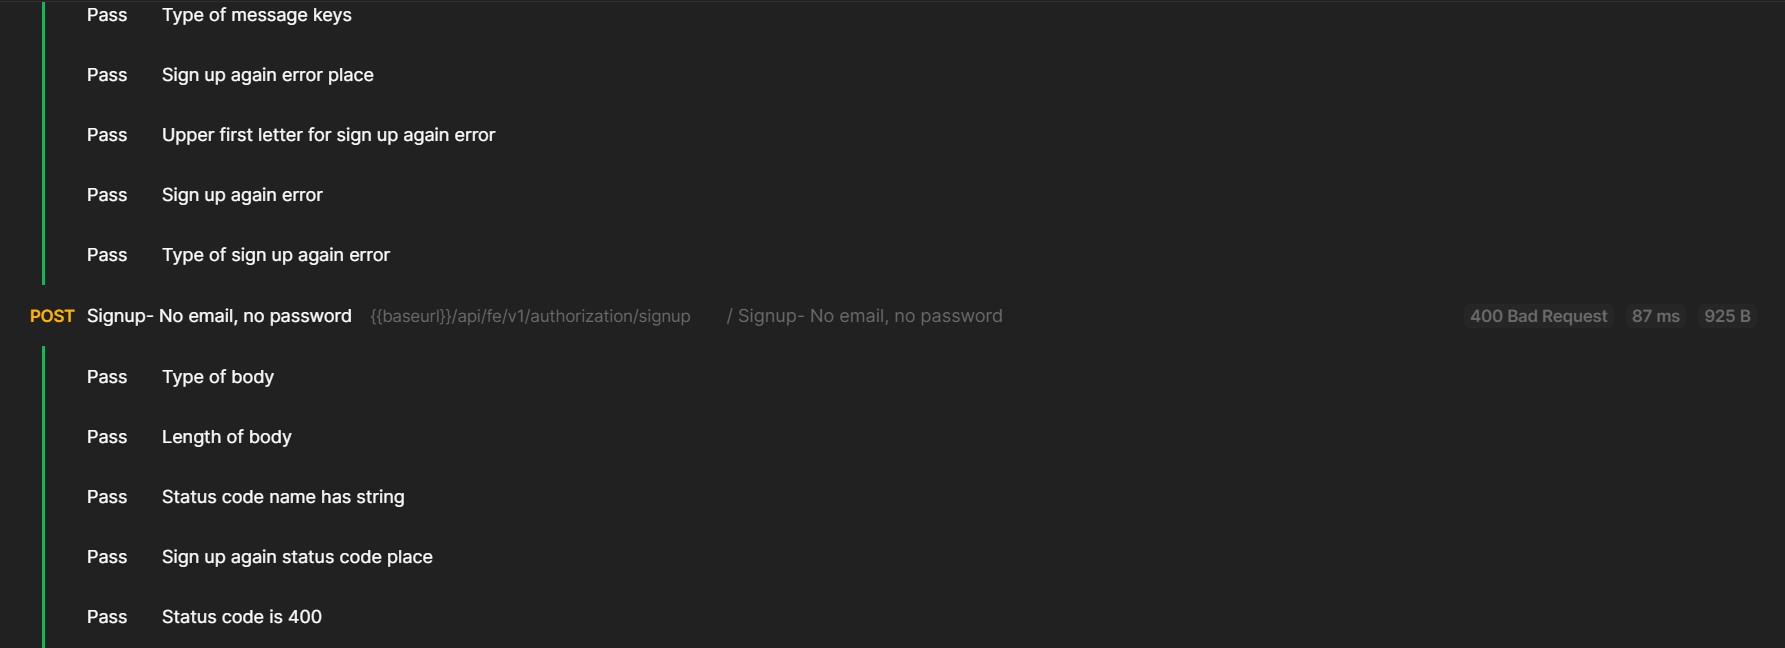 Pass Type of message keys
Pass Sign up again error place
Pass Upper first letter for sign up again error
Pass Sign up again error
Pass Type of sign up again error
POST Signup- No email, no password {{baseurl}}/api/fe/v1/authorization/signup / Signup- No email, no password 400 Bad Request 87 ms 925 B
Pass Type of body
Pass Length of body
Pass Status code name has string
Pass Sign up again status code place
Pass Status code is 400